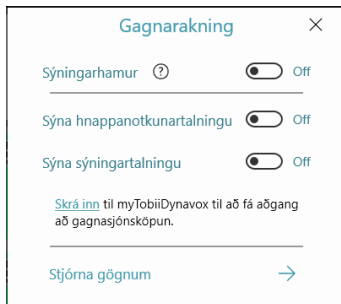 Gagnarakning
Sýningarhamur ? Off
Sýna hnappanotkunartalningu Off
Sýna sýningartalningu Off
Skrá inn til myTobiiDynavox til að fá aðgang
að gagnasjónsköpun.
Stjórna gögnum